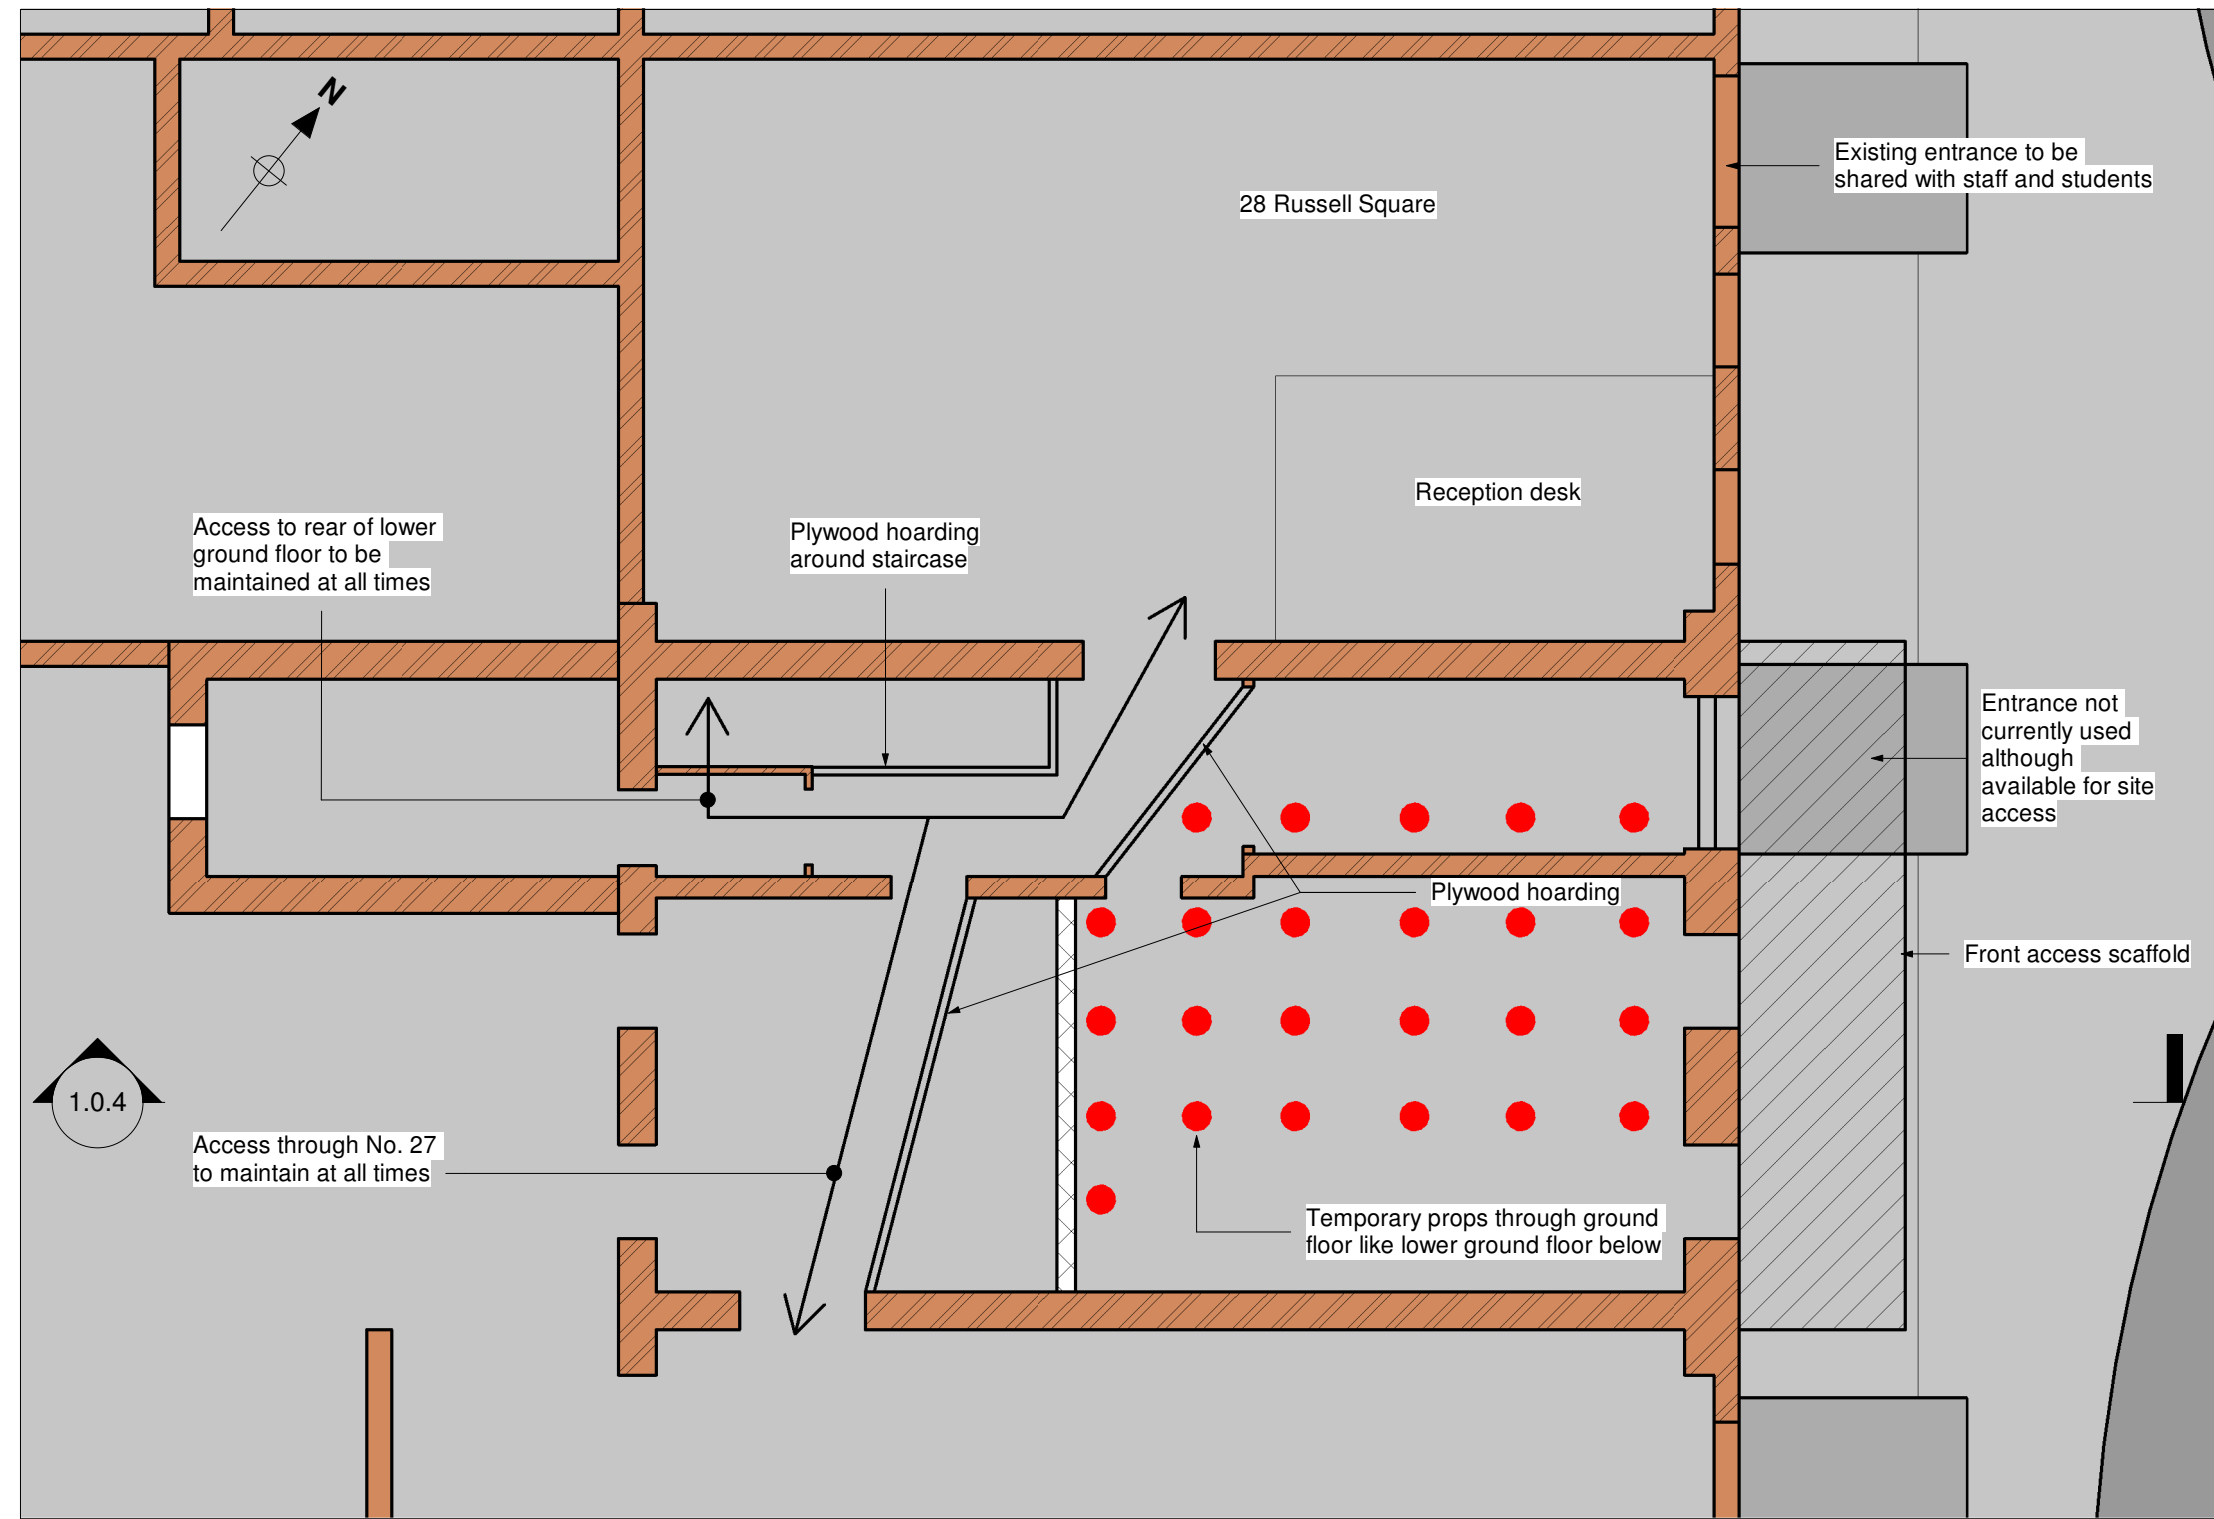 N
Existing entrance to be
shared with staff and students
28 Russell Square
Reception desk
Access to rear of lower
ground floor to be
maintained at all times
Plywood hoarding
around staircase
Entrance not
currently used
although
available for site
access
Plywood hoarding
Front access scaffold
1.0.4
Access through No. 27
to maintain at all times
Temporary props through ground
floor like lower ground floor below